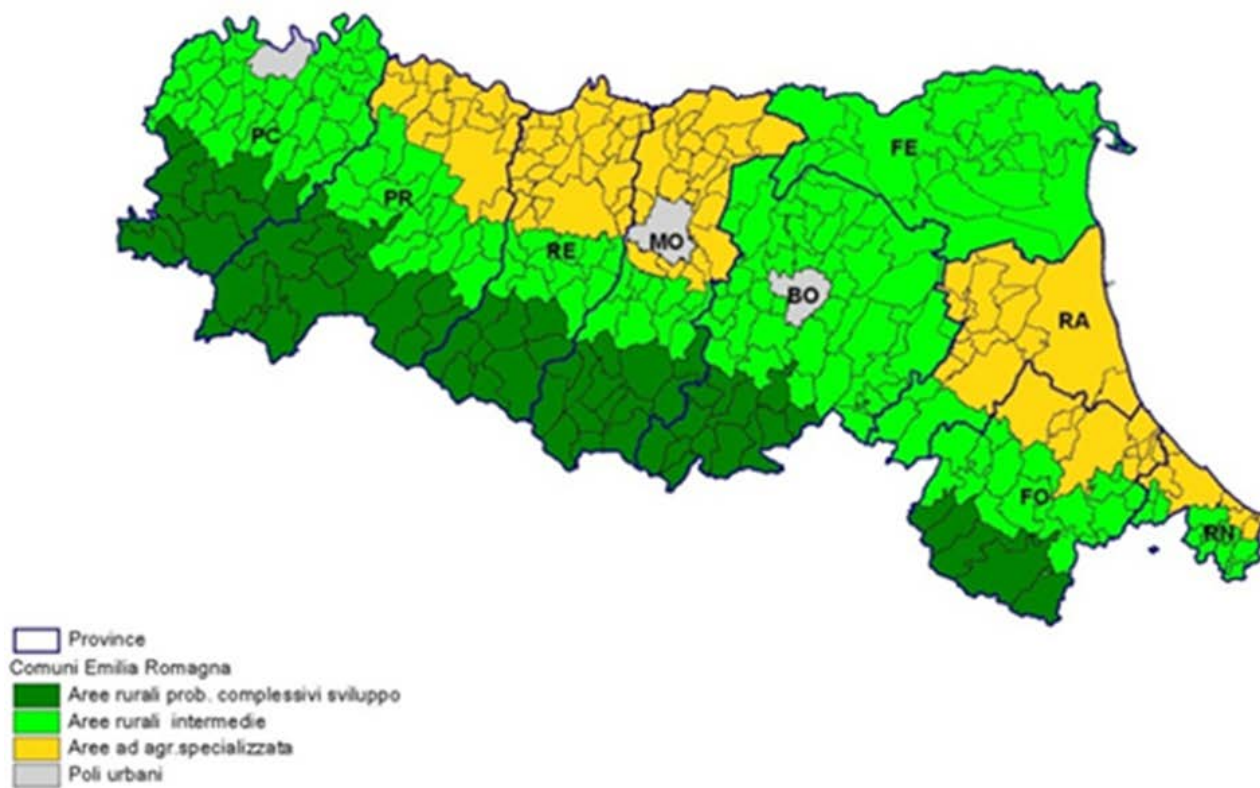 PC
FE
PR
MO
RE
BO
RA
FO
RN
Province
Comuni Emilia Romagna
Aree rurali prob. complessivi sviluppo
Aree rurali intermedie
Aree ad agr.specializzata
Poli urbani